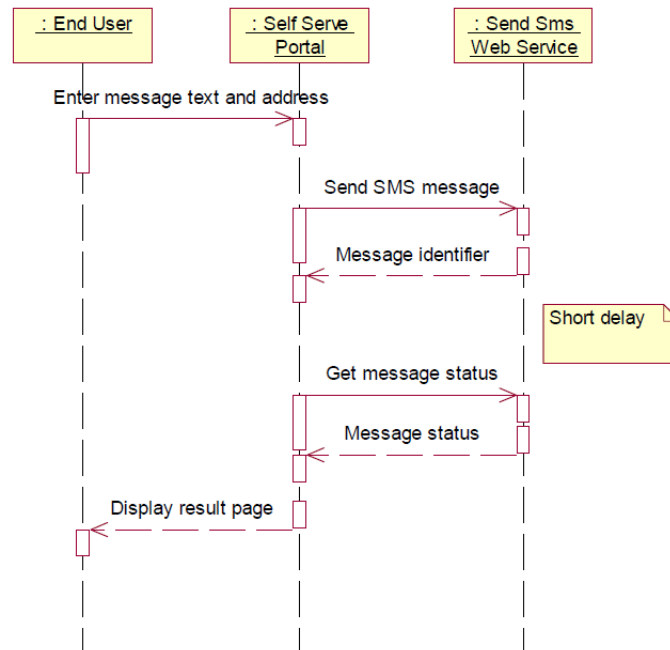 : End User
: Self Serve
Portal
: Send Sms
Web Service
Enter message text and address
Send SMS message
Message identifier
Short delay
Get message status
Message status
Display result page